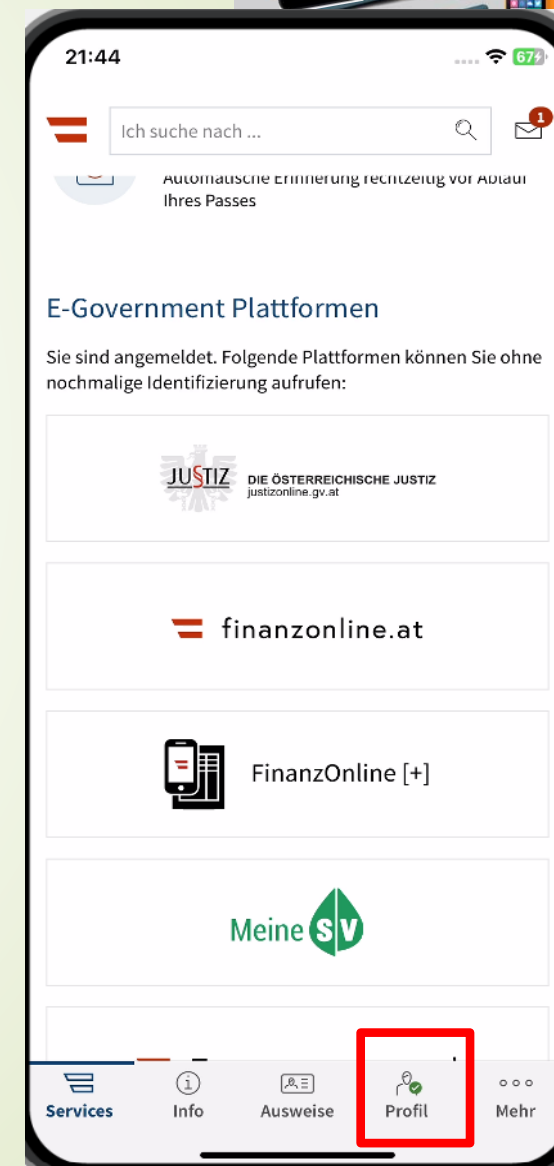 21:44
67
Ich suche nach ...
1
Automatische Erinnerung rechtzeitig vor Ablauf
Ihres Passes
E-Government Plattformen
Sie sind angemeldet. Folgende Plattformen können Sie ohne
nochmalige Identifizierung aufrufen:
JU§TIZ DIE ÖSTERREICHISCHE JUSTIZ
justizonline.gv.at
finanzonline.at
FinanzOnline [+]
Meine SV
Services Info Ausweise Profil Mehr